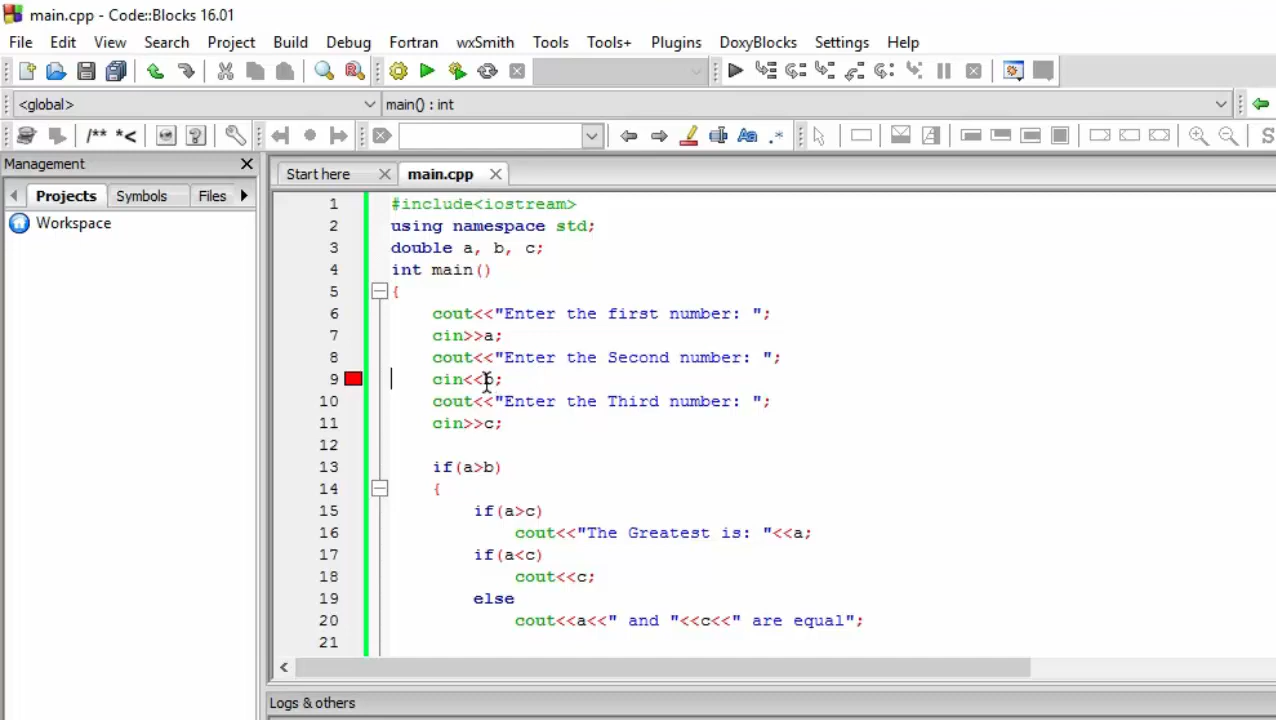 main.cpp - Code::Blocks 16.01
File Edit View Search Project Build Debug Fortran wxSmith Tools Tools+ Plugins DoxyBlocks Settings Help
<global> main() : int
/** *< ? Aa .* S
Management
Projects Symbols Files
Workspace
Start here main.cpp
1 #include<iostream>
2 using namespace std;
3 double a, b, c;
4 int main()
5 {
6 cout<<"Enter the first number: ";
7 cin>>a;
8 cout<<"Enter the Second number: ";
9 cin<<b;
10 cout<<"Enter the Third number: ";
11 cin>>c;
12
13 if(a>b)
14 {
15 if(a>c)
16 cout<<"The Greatest is: "<<a;
17 if(a<c)
18 cout<<c;
19 else
20 cout<<a<<" and "<<c<<" are equal";
21
Logs & others